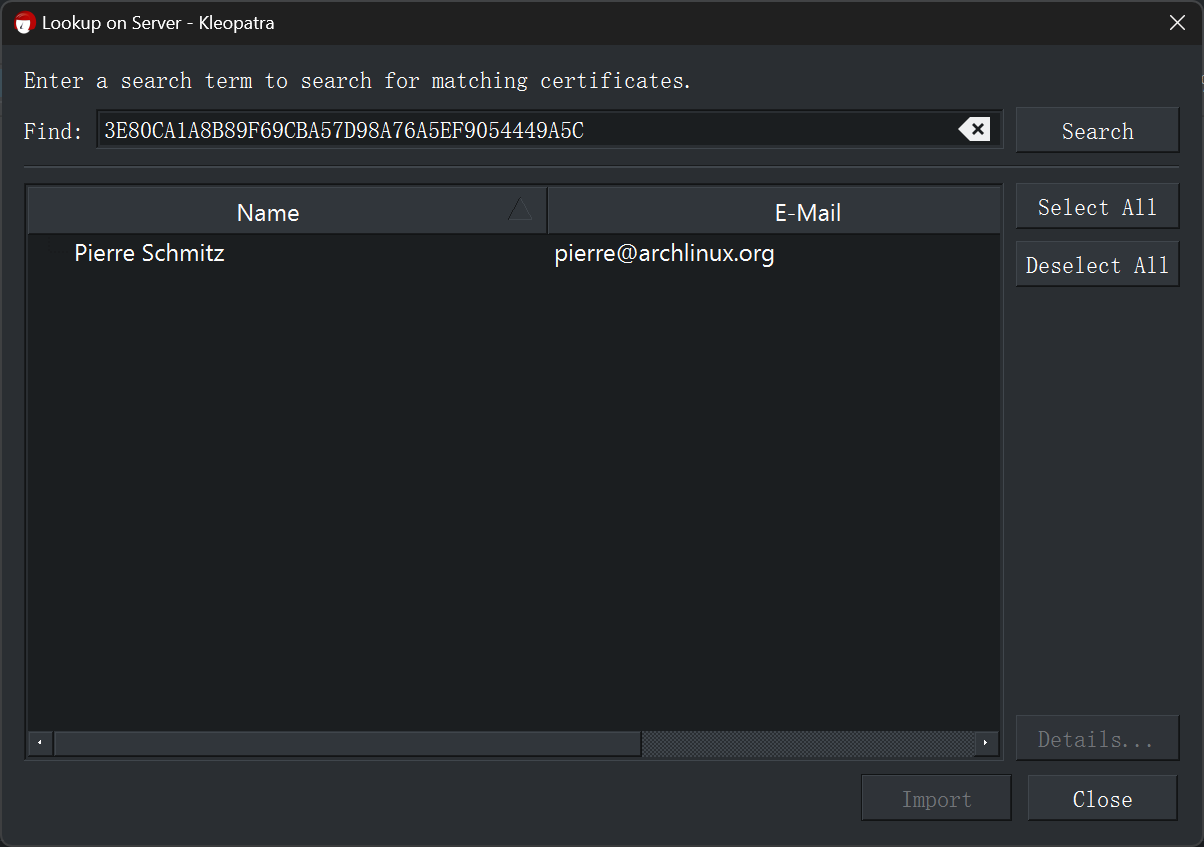 Lookup on Server - Kleopatra
Enter a search term to search for matching certificates.
Find: 3E80CA1A8B89F69CBA57D98A76A5EF9054449A5C Search
Name E-Mail Select All
Pierre Schmitz pierre@archlinux.org
Deselect All
Details...
Import Close